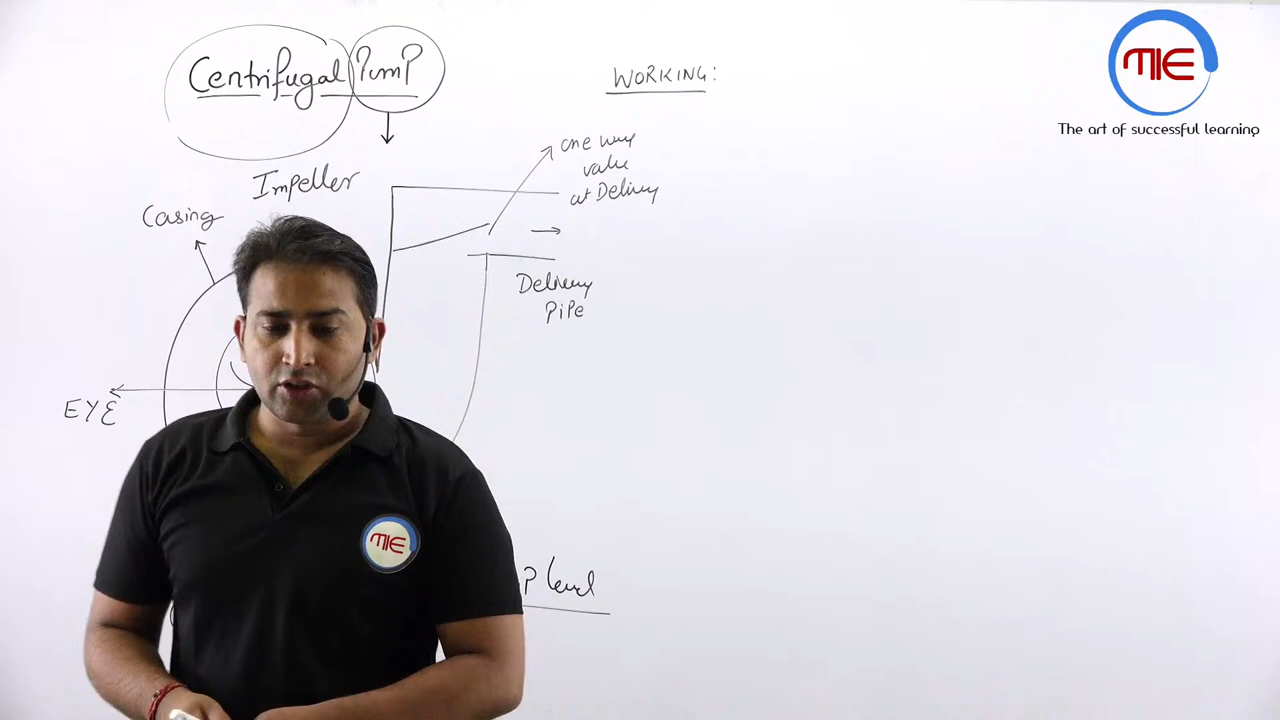 Centrifugal PumP
WORKING:
MIE
The art of successful learning
one way
valve
at Delivery
Impeller
Casing
Delivery
PiPe
EYE
MIE
P level